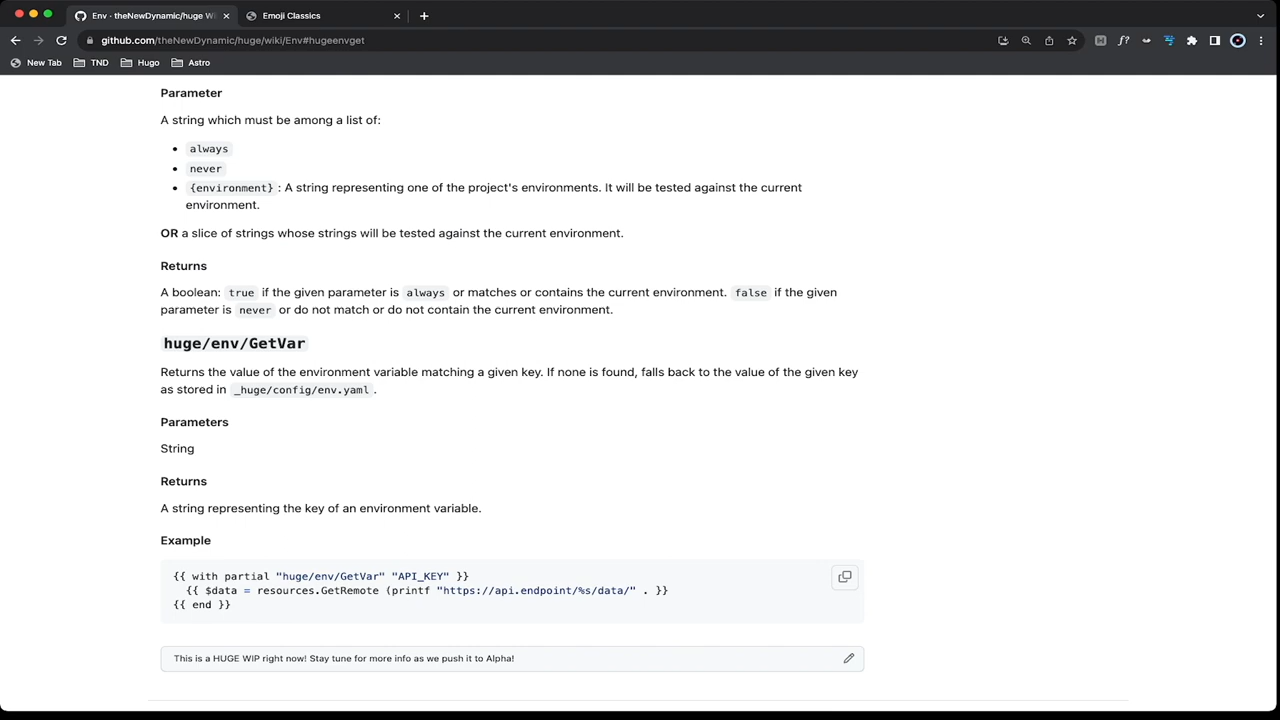 Env · theNewDynamic/huge Wi
Emoji Classics
github.com/theNewDynamic/huge/wiki/Env#hugeenvget
New Tab
TND
Hugo
Astro
Parameter
A string which must be among a list of:
• always
• never
• {environment} : A string representing one of the project's environments. It will be tested against the current
environment.
OR a slice of strings whose strings will be tested against the current environment.
Returns
A boolean: true if the given parameter is always or matches or contains the current environment. false if the given
parameter is never or do not match or do not contain the current environment.
huge/env/GetVar
Returns the value of the environment variable matching a given key. If none is found, falls back to the value of the given key
as stored in _huge/config/env.yaml .
Parameters
String
Returns
A string representing the key of an environment variable.
Example
{{ with partial "huge/env/GetVar" "API_KEY" }}
{{ $data = resources.GetRemote (printf "https://api.endpoint/%s/data/" . }}
{{ end }}
This is a HUGE WIP right now! Stay tune for more info as we push it to Alpha!